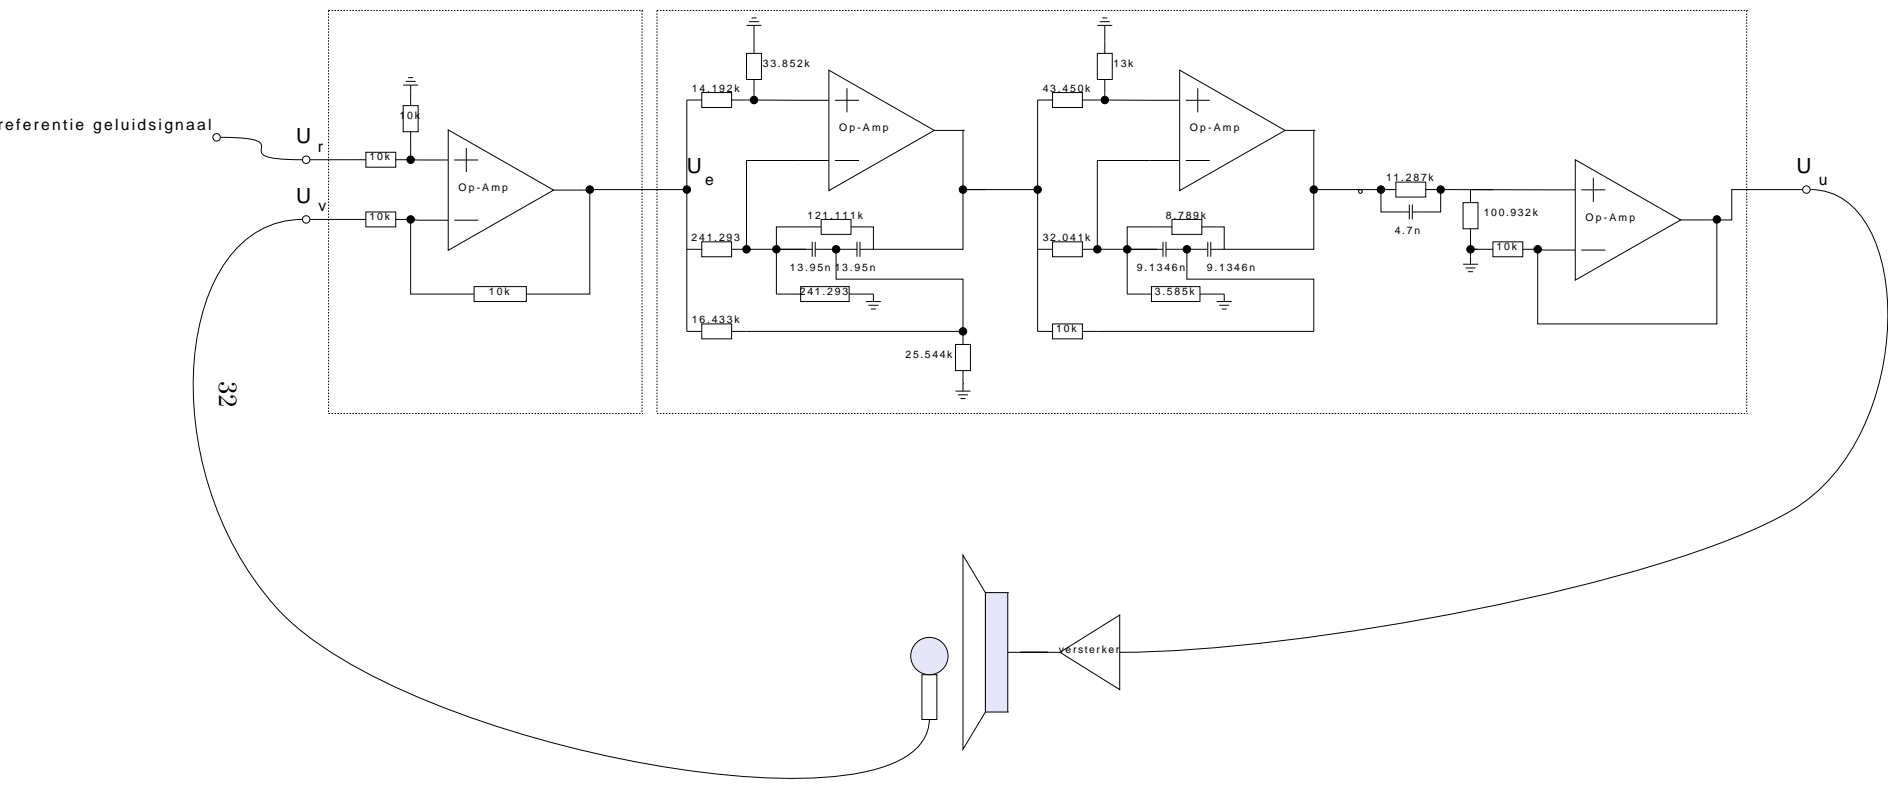 33.852k
13k
14.192k
43.450k
referentie geluidsignaal
10k
U r
10k
Op-Amp
U v
10k
10k
Op-Amp
U e
Op-Amp
Op-Amp
Op-Amp
U u
11.287k
4.7n
100.932k
10k
121.111k
241.293
13.95n 13.95n
241.293
16.433k
25.544k
8.789k
32.041k
9.1346n 9.1346n
3.585k
10k
32
versterker